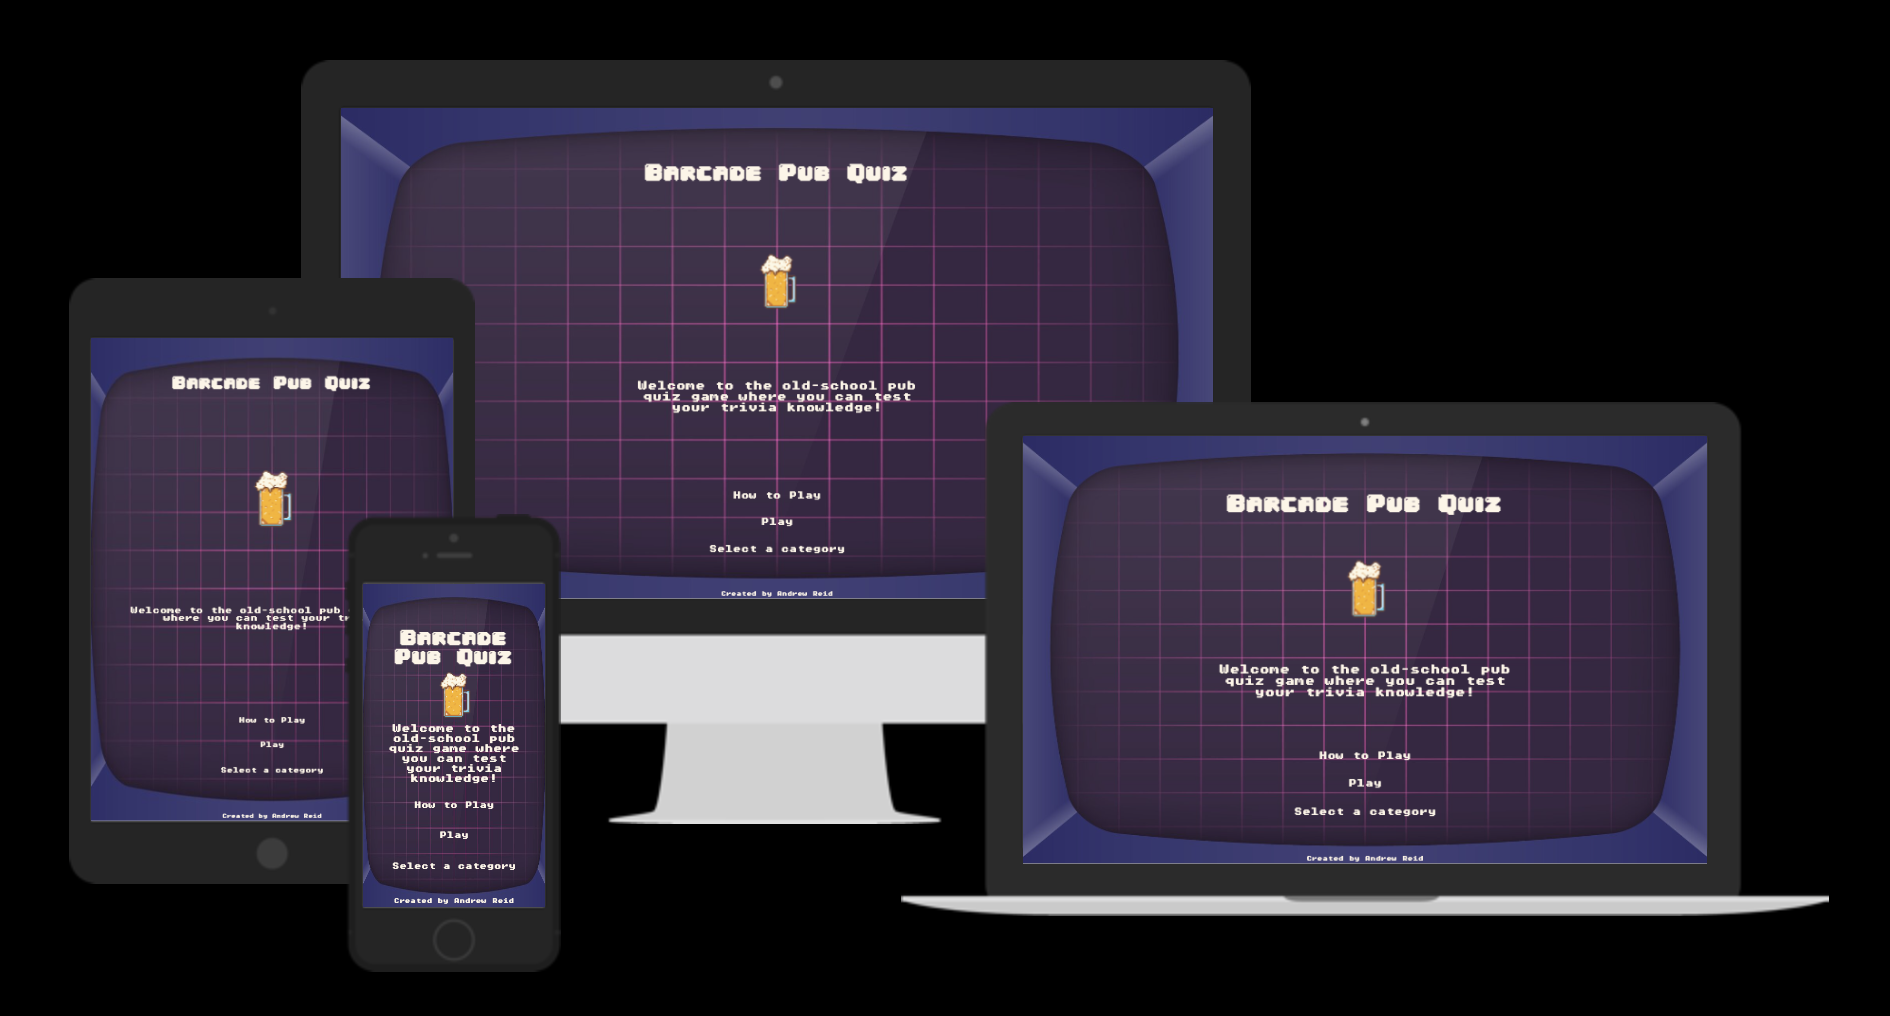 Barcade Pub Quiz
Welcome to the old-school pub
quiz game where you can test
your trivia knowledge!
How to Play
Play
Select a category
Created by Andrew Reid
Barcade Pub Quiz
Welcome to the old-school pub
where you can test your
knowledge!
How to Play
Play
Select a category
Created by Andrew Reid
Barcade
Pub Quiz
Welcome to the
old-school pub
quiz game where
you can test
your trivia
knowledge!
How to Play
Play
Select a category
Created by Andrew Reid
Barcade Pub Quiz
Welcome to the old-school pub
quiz game where you can test
your trivia knowledge!
How to Play
Play
Select a category
Created by Andrew Reid